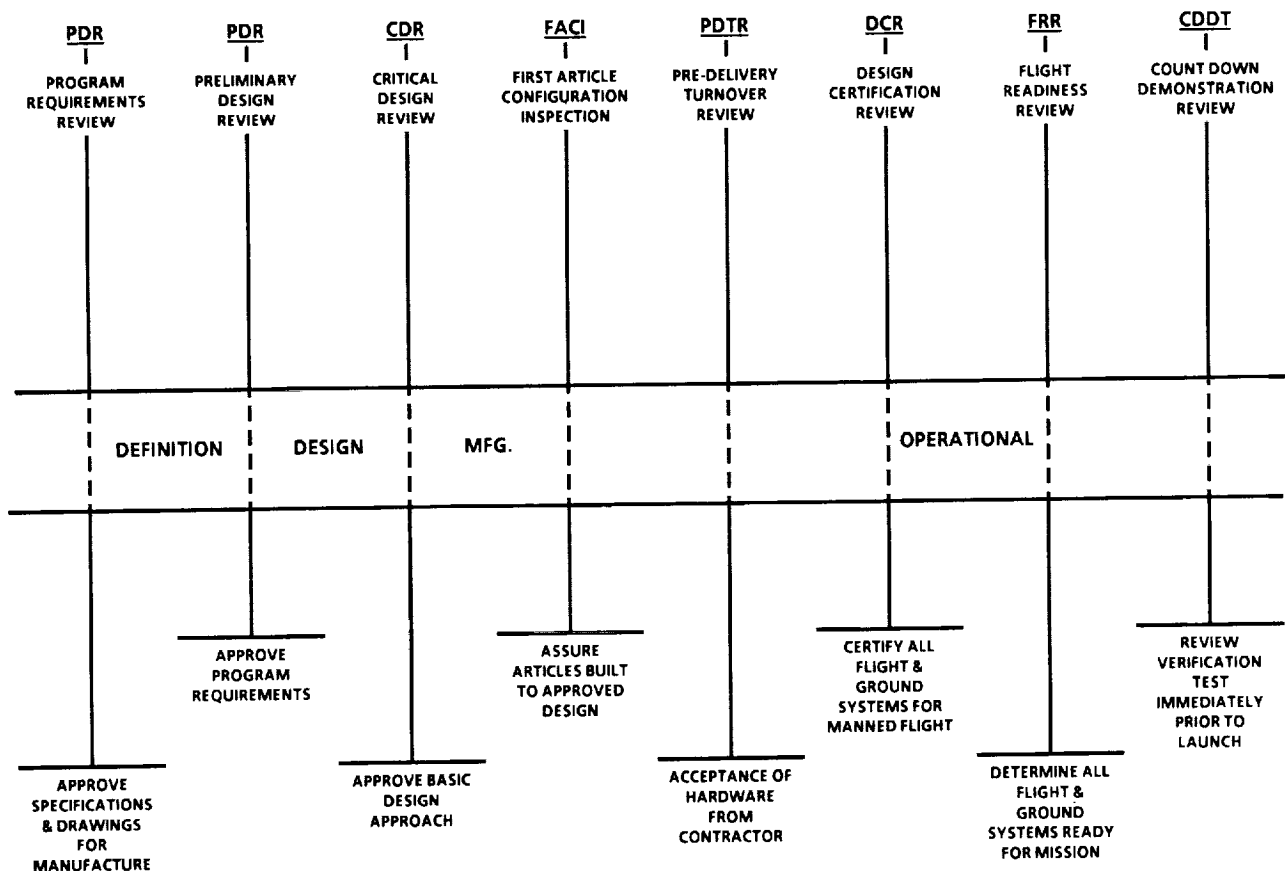 PDR
PROGRAM
REQUIREMENTS
REVIEW
PDR
PRELIMINARY
DESIGN
REVIEW
CDR
CRITICAL
DESIGN
REVIEW
FACI
FIRST ARTICLE
CONFIGURATION
INSPECTION
PDTR
PRE-DELIVERY
TURNOVER
REVIEW
DCR
DESIGN
CERTIFICATION
REVIEW
FRR
FLIGHT
READINESS
REVIEW
CDDT
COUNT DOWN
DEMONSTRATION
REVIEW
DEFINITION
DESIGN
MFG.
OPERATIONAL
APPROVE
SPECIFICATIONS
& DRAWINGS
FOR
MANUFACTURE
APPROVE
PROGRAM
REQUIREMENTS
APPROVE BASIC
DESIGN
APPROACH
ASSURE
ARTICLES BUILT
TO APPROVED
DESIGN
ACCEPTANCE OF
HARDWARE
FROM
CONTRACTOR
CERTIFY ALL
FLIGHT &
GROUND
SYSTEMS FOR
MANNED FLIGHT
DETERMINE ALL
FLIGHT &
GROUND
SYSTEMS READY
FOR MISSION
REVIEW
VERIFICATION
TEST
IMMEDIATELY
PRIOR TO
LAUNCH